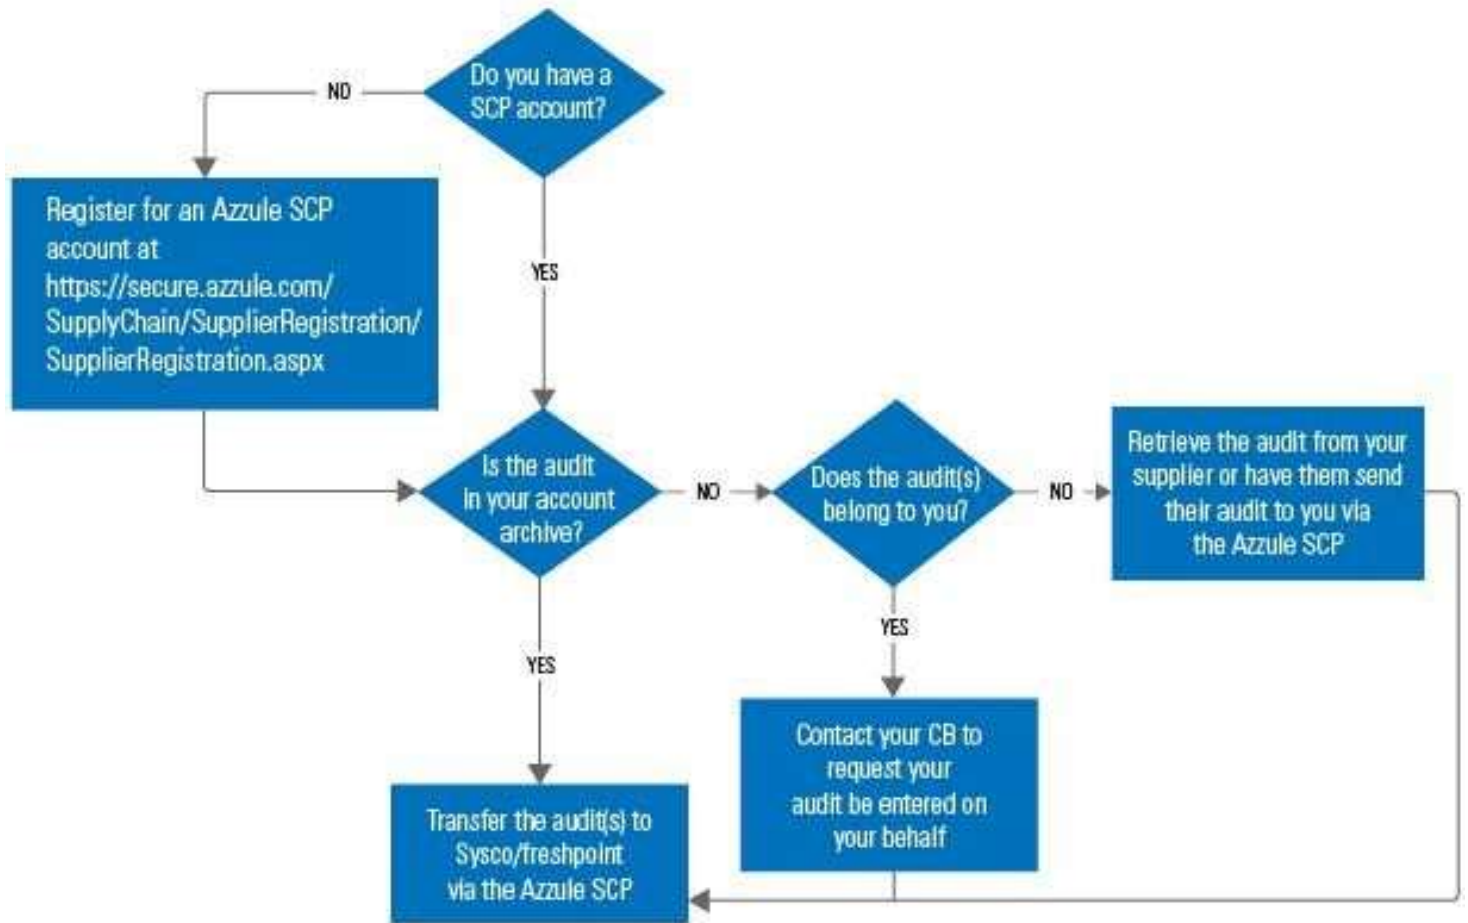 Do you have a
SCP account?
NO
Register for an Azzule SCP
account at
https://secure.azzule.com/
SupplyChain/SupplierRegistration/
SupplierRegistration.aspx
YES
Is the audit
in your account
archive?
NO
Does the audit(s)
belong to you?
NO
Retrieve the audit from your
supplier or have them send
their audit to you via
the Azzule SCP
YES
YES
Contact your CB to
request your
audit be entered on
your behalf
Transfer the audit(s) to
Sysco/freshpoint
via the Azzule SCP